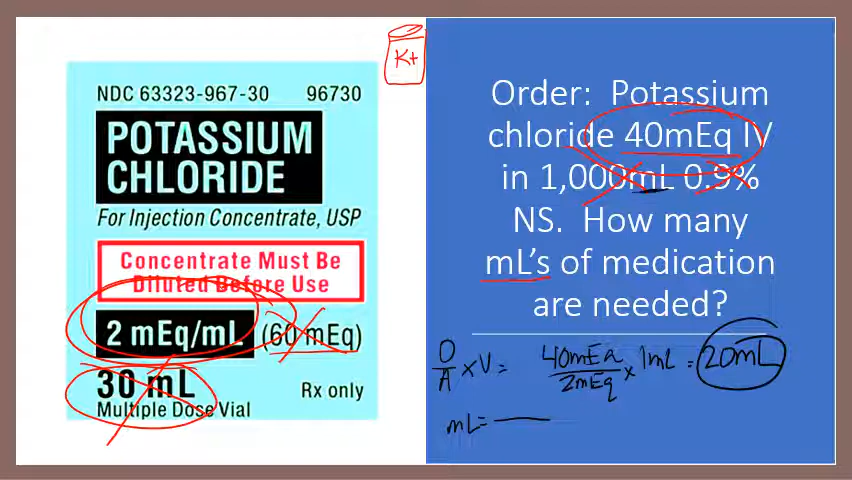 K+
NDC 63323-967-30 96730
POTASSIUM
CHLORIDE
For Injection Concentrate, USP
Concentrate Must Be
Diluted Before Use
2 mEq/mL (60 mEq)
30 mL Rx only
Multiple Dose Vial
Order: Potassium
chloride 40mEq IV
in 1,000mL 0.9%
NS. How many
mL's of medication
are needed?
O/A x V = 40mEq/2mEq x 1mL = 20mL
mL =